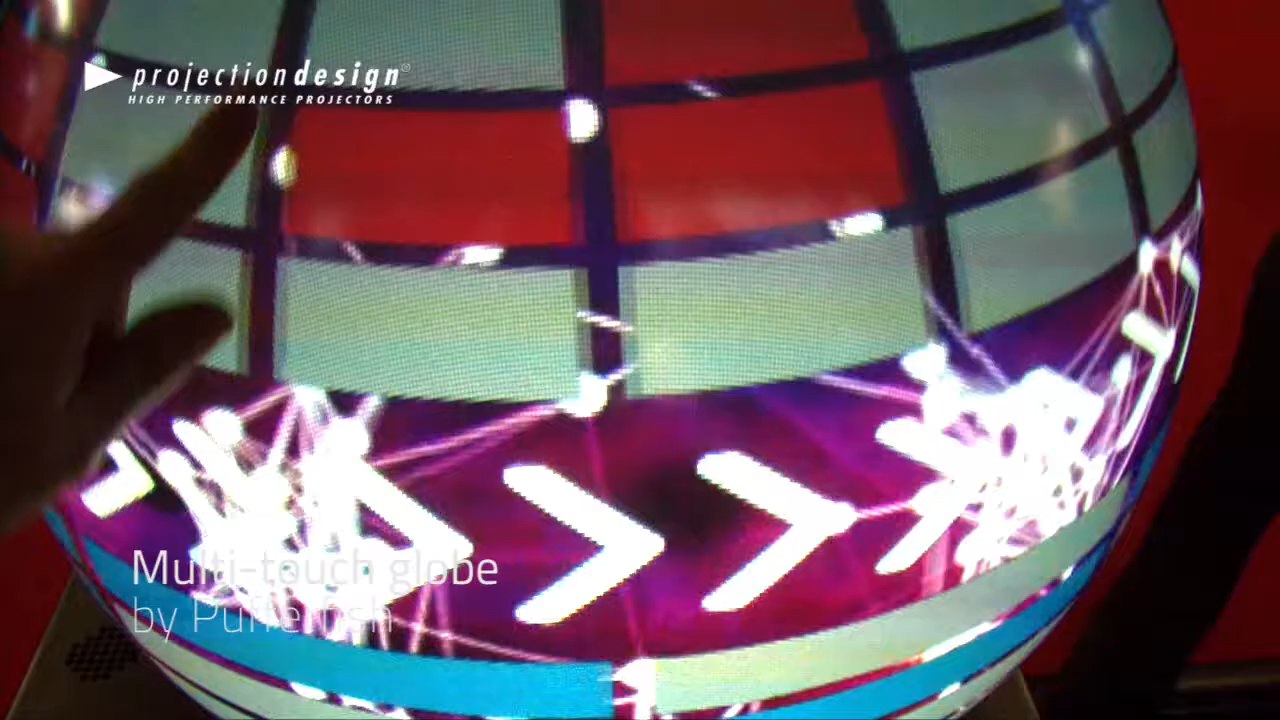 projectiondesign®
HIGH PERFORMANCE PROJECTORS
Multi-touch globe
by Pufferfish